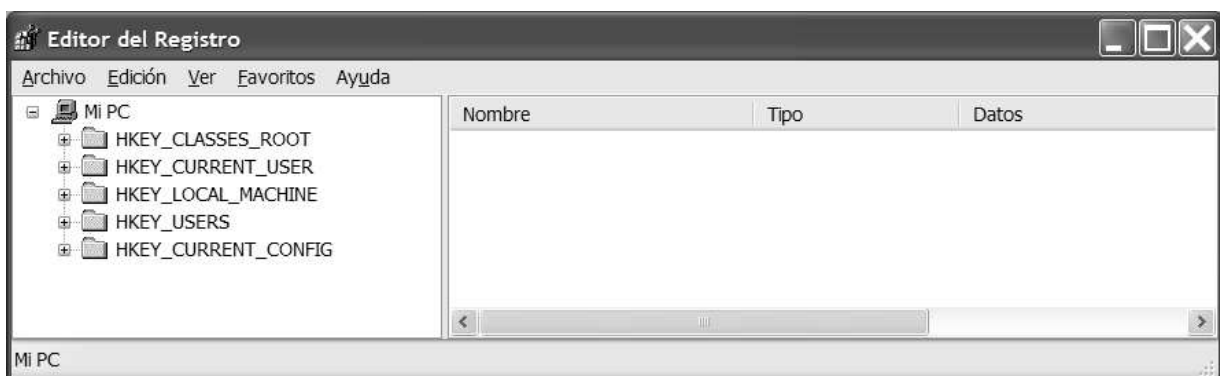 Editor del Registro
Archivo Edición Ver Favoritos Ayuda
Mi PC
HKEY_CLASSES_ROOT
HKEY_CURRENT_USER
HKEY_LOCAL_MACHINE
HKEY_USERS
HKEY_CURRENT_CONFIG
Nombre Tipo Datos
Mi PC